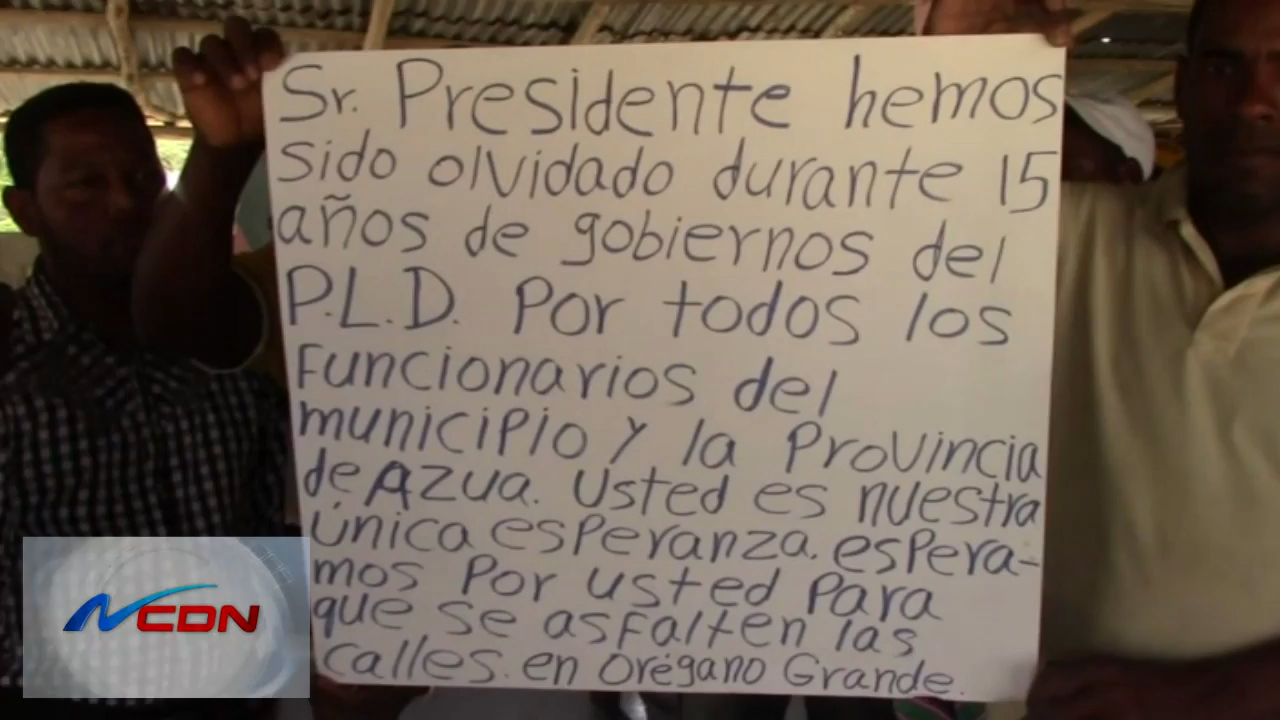 Sr. Presidente hemos
sido olvidado durante 15
años de gobiernos del
P.L.D. Por todos los
Funcionarios del
municipio y la Provincia
de Azua. Usted es nuestra
única esperanza. espera-
mos por usted para
que se asfalten las
calles. en Orégano Grande.
NCDN